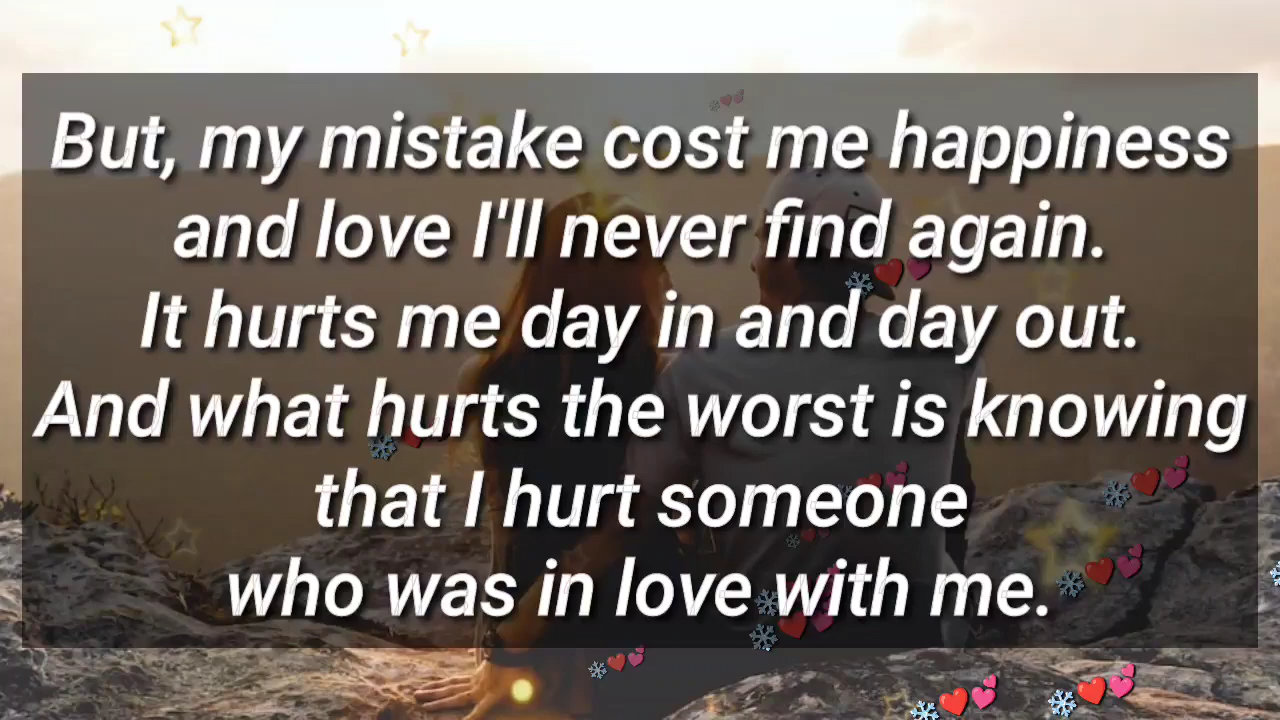 But, my mistake cost me happiness
and love I'll never find again.
It hurts me day in and day out.
And what hurts the worst is knowing
that I hurt someone
who was in love with me.